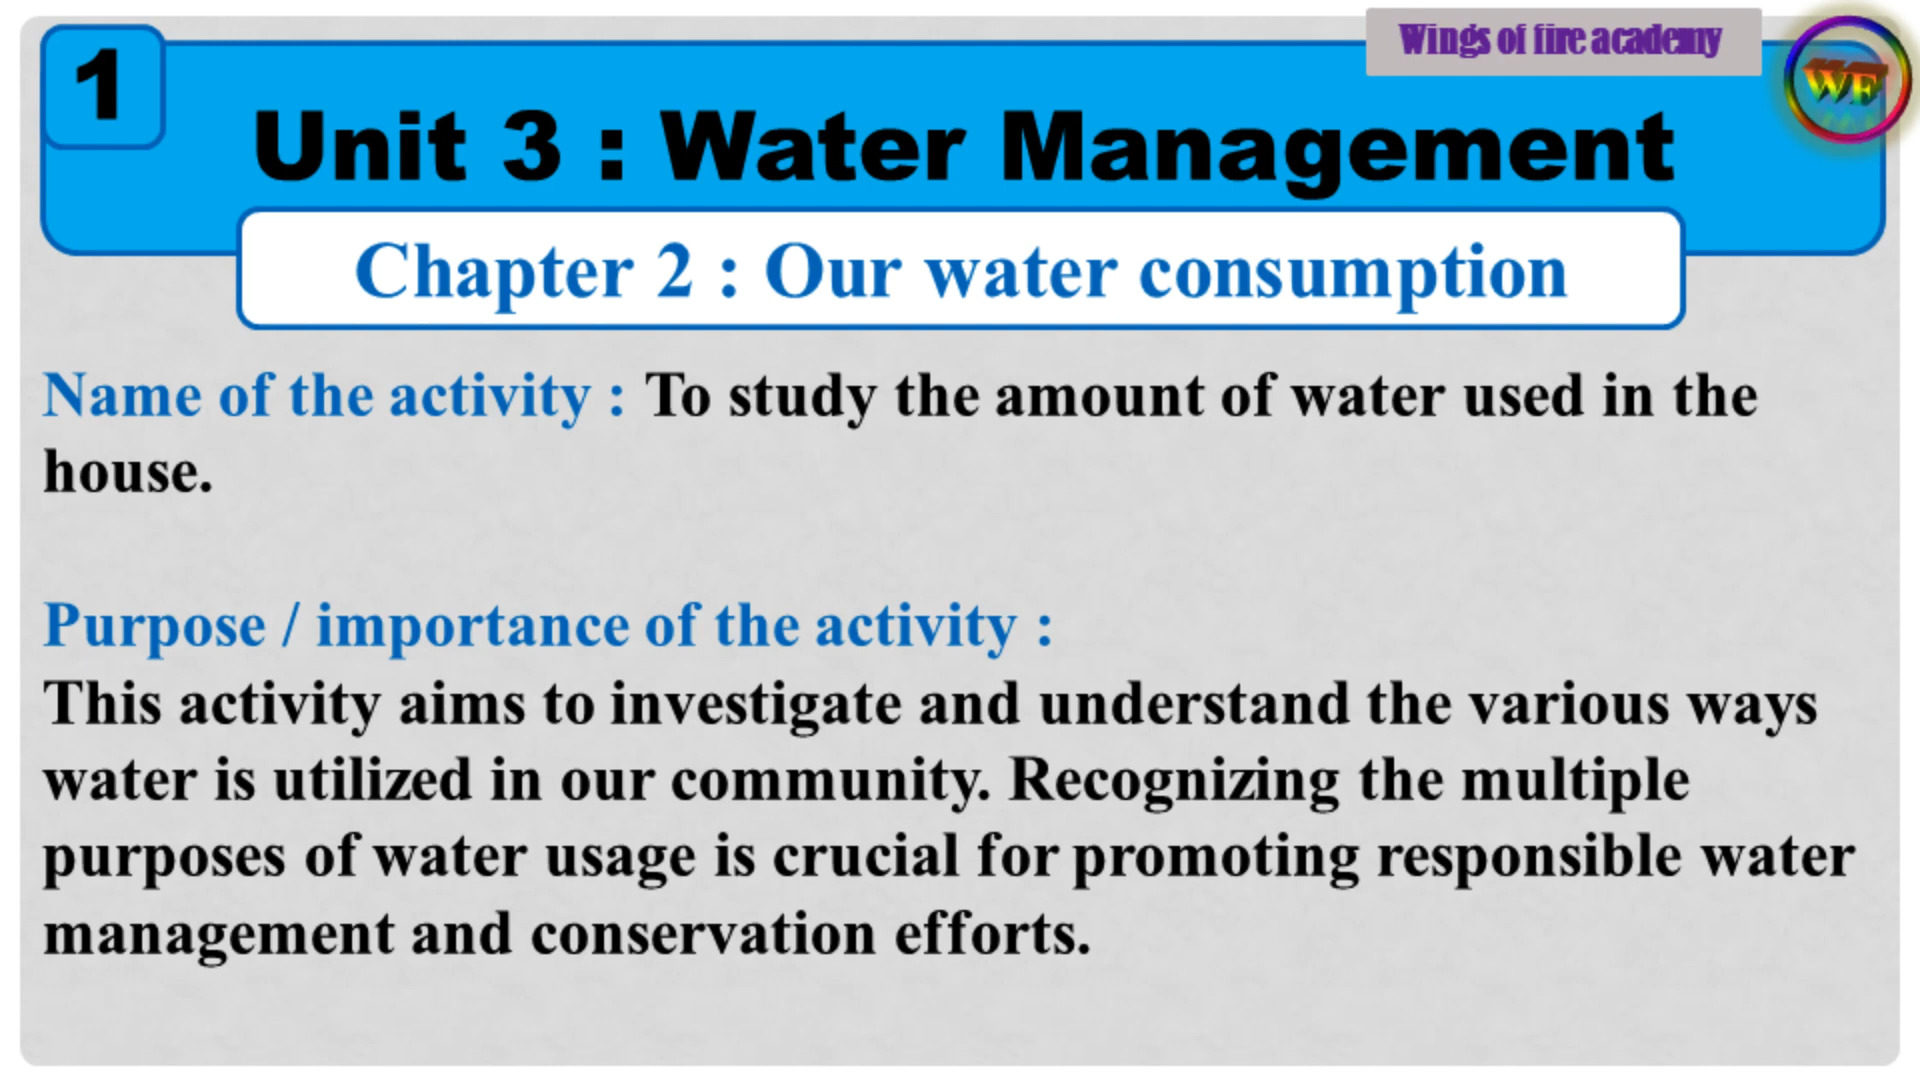 Wings of fire academy
WF
1
Unit 3 : Water Management
Chapter 2 : Our water consumption
Name of the activity : To study the amount of water used in the
house.
Purpose / importance of the activity :
This activity aims to investigate and understand the various ways
water is utilized in our community. Recognizing the multiple
purposes of water usage is crucial for promoting responsible water
management and conservation efforts.